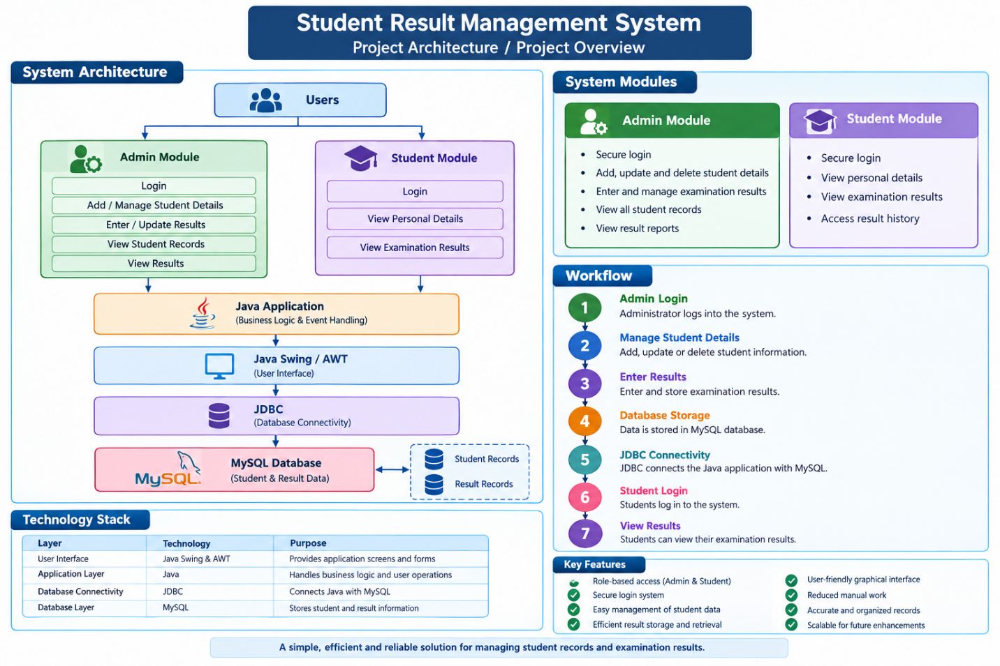 Student Result Management System
Project Architecture / Project Overview
System Architecture
Users
Admin Module
Login
Add / Manage Student Details
Enter / Update Results
View Student Records
View Results
Student Module
Login
View Personal Details
View Examination Results
Java Application
(Business Logic & Event Handling)
Java Swing / AWT
(User Interface)
JDBC
(Database Connectivity)
MySQL
MySQL Database
(Student & Result Data)
Student Records
Result Records
Technology Stack
Layer Technology Purpose
User Interface Java Swing & AWT Provides application screens and forms
Application Layer Java Handles business logic and user operations
Database Connectivity JDBC Connects Java with MySQL
Database Layer MySQL Stores student and result information
System Modules
Admin Module
• Secure login
• Add, update and delete student details
• Enter and manage examination results
• View all student records
• View result reports
Student Module
• Secure login
• View personal details
• View examination results
• Access result history
Workflow
1 Admin Login
Administrator logs into the system.
2 Manage Student Details
Add, update or delete student information.
3 Enter Results
Enter and store examination results.
4 Database Storage
Data is stored in MySQL database.
5 JDBC Connectivity
JDBC connects the Java application with MySQL.
6 Student Login
Students log in to the system.
7 View Results
Students can view their examination results.
Key Features
Role-based access (Admin & Student)
Secure login system
Easy management of student data
Efficient result storage and retrieval
User-friendly graphical interface
Reduced manual work
Accurate and organized records
Scalable for future enhancements
A simple, efficient and reliable solution for managing student records and examination results.